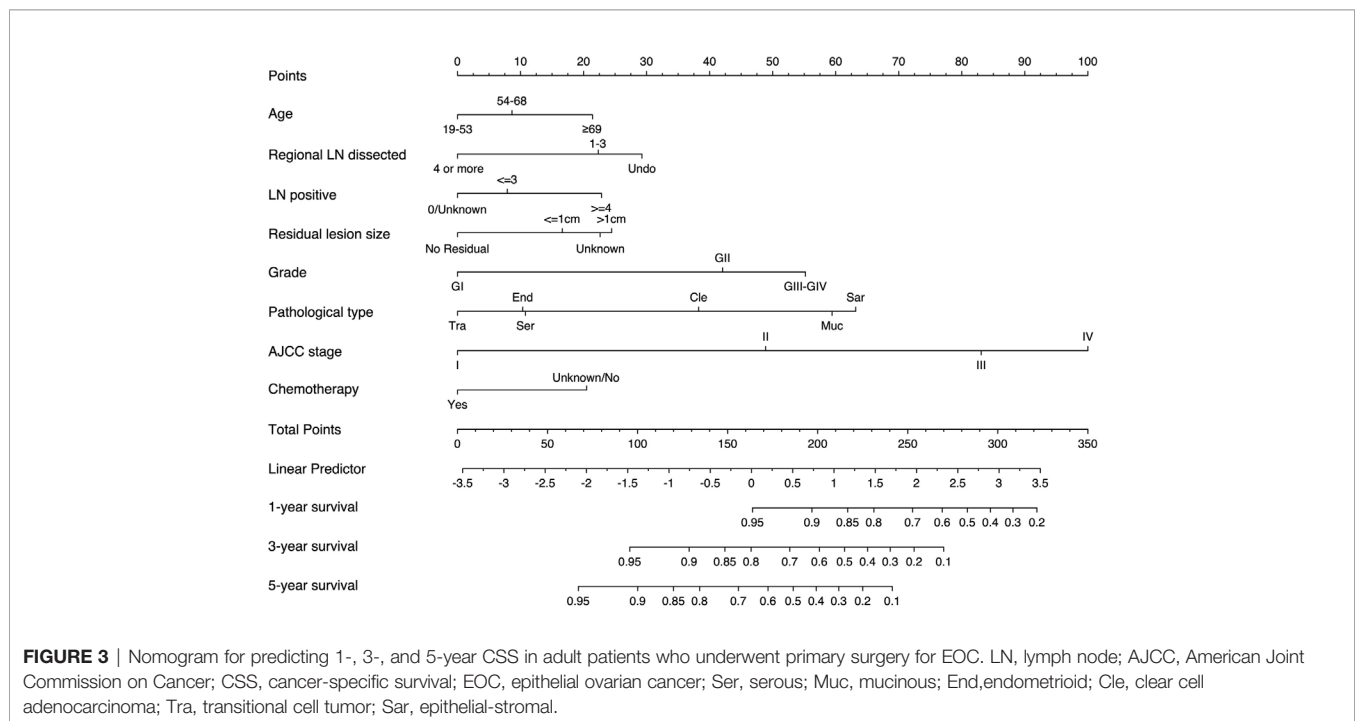 0 10 20 30 40 50 60 70 80 90 100
Points
54-68
Age
19-53 ≥69
1-3
Regional LN dissected
4 or more Undo
<=3
LN positive
0/Unknown >=4
<=1cm >1cm
Residual lesion size
No Residual Unknown
GII
Grade
GI GIII-GIV
End Cle Sar
Pathological type
Tra Ser Muc
II IV
AJCC stage
I III
Unknown/No
Chemotherapy
Yes
Total Points
0 50 100 150 200 250 300 350
Linear Predictor
-3.5 -3 -2.5 -2 -1.5 -1 -0.5 0 0.5 1 1.5 2 2.5 3 3.5
1-year survival
0.95 0.9 0.85 0.8 0.7 0.6 0.5 0.4 0.3 0.2
3-year survival
0.95 0.9 0.85 0.8 0.7 0.6 0.5 0.4 0.3 0.2 0.1
5-year survival
0.95 0.9 0.85 0.8 0.7 0.6 0.5 0.4 0.3 0.2 0.1
FIGURE 3 | Nomogram for predicting 1-, 3-, and 5-year CSS in adult patients who underwent primary surgery for EOC. LN, lymph node; AJCC, American Joint
Commission on Cancer; CSS, cancer-specific survival; EOC, epithelial ovarian cancer; Ser, serous; Muc, mucinous; End,endometrioid; Cle, clear cell
adenocarcinoma; Tra, transitional cell tumor; Sar, epithelial-stromal.